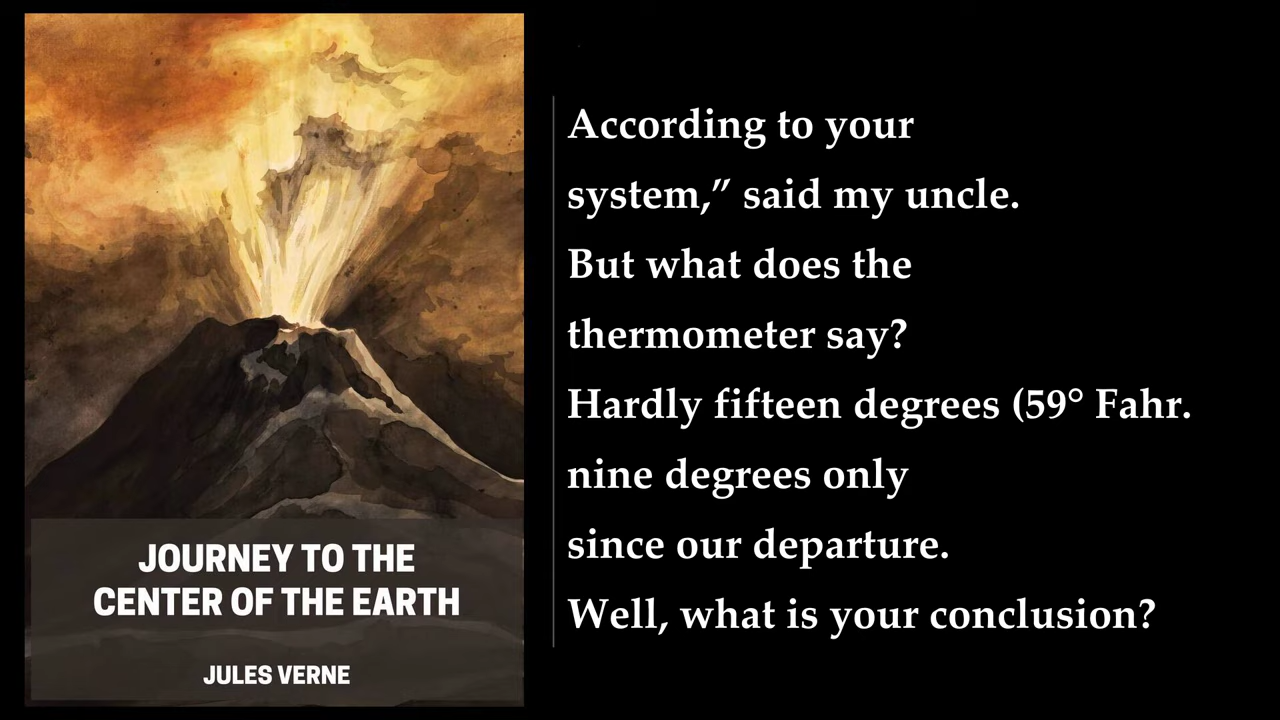 JOURNEY TO THE
CENTER OF THE EARTH
JULES VERNE
According to your
system,” said my uncle.
But what does the
thermometer say?
Hardly fifteen degrees (59° Fahr.
nine degrees only
since our departure.
Well, what is your conclusion?